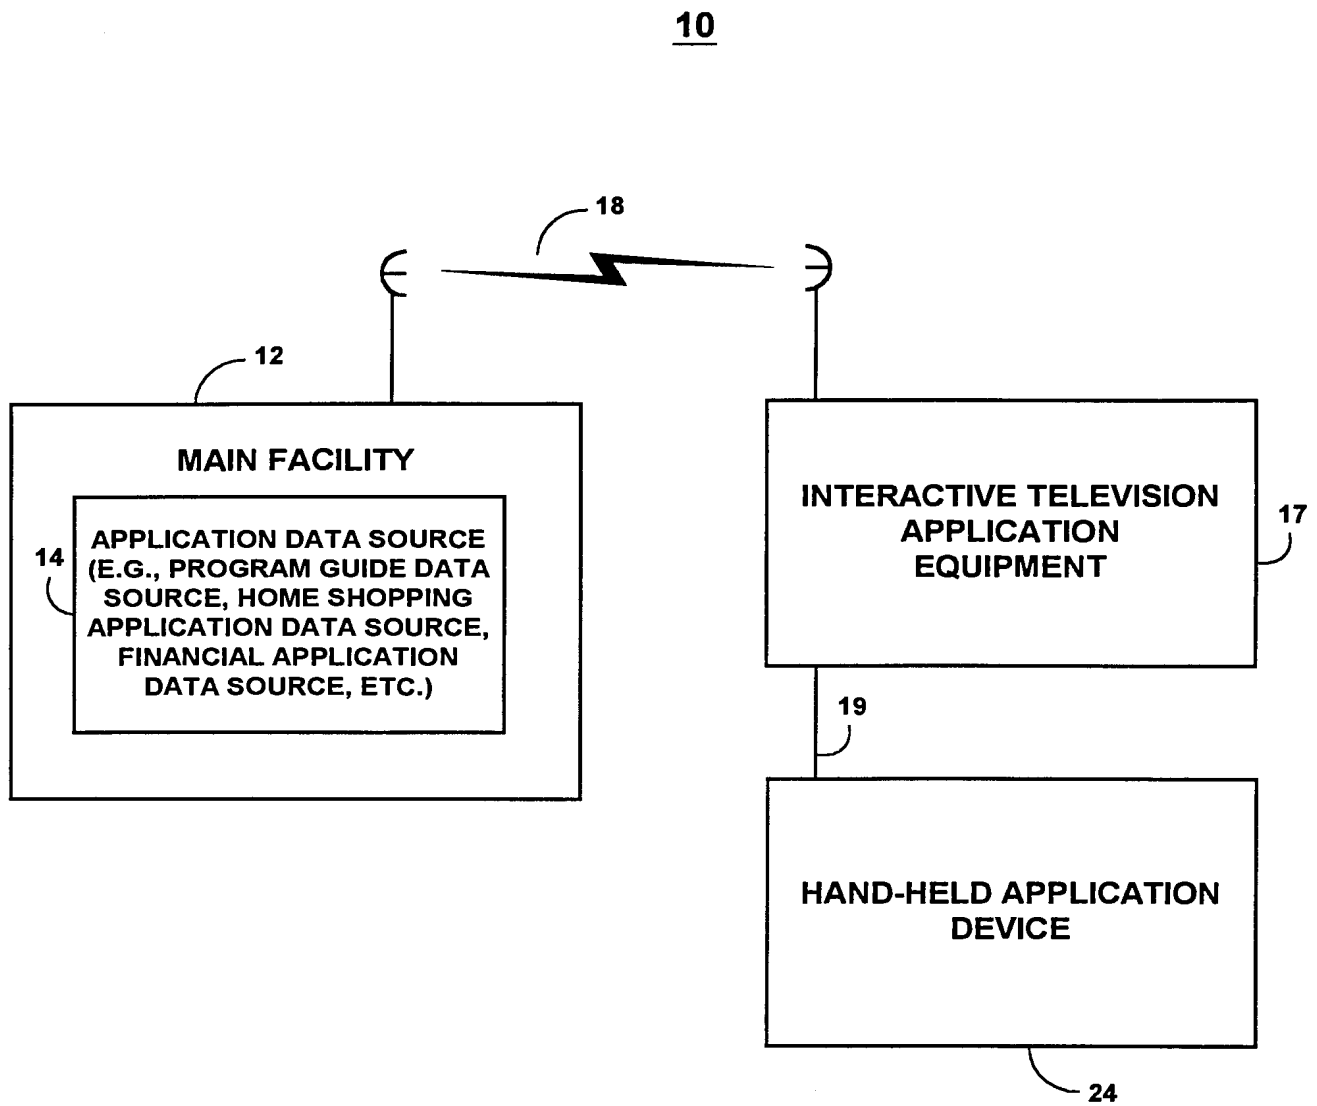 10
18
12
MAIN FACILITY
14
APPLICATION DATA SOURCE
(E.G., PROGRAM GUIDE DATA
SOURCE, HOME SHOPPING
APPLICATION DATA SOURCE,
FINANCIAL APPLICATION
DATA SOURCE, ETC.)
INTERACTIVE TELEVISION
APPLICATION
EQUIPMENT
17
19
HAND-HELD APPLICATION
DEVICE
24